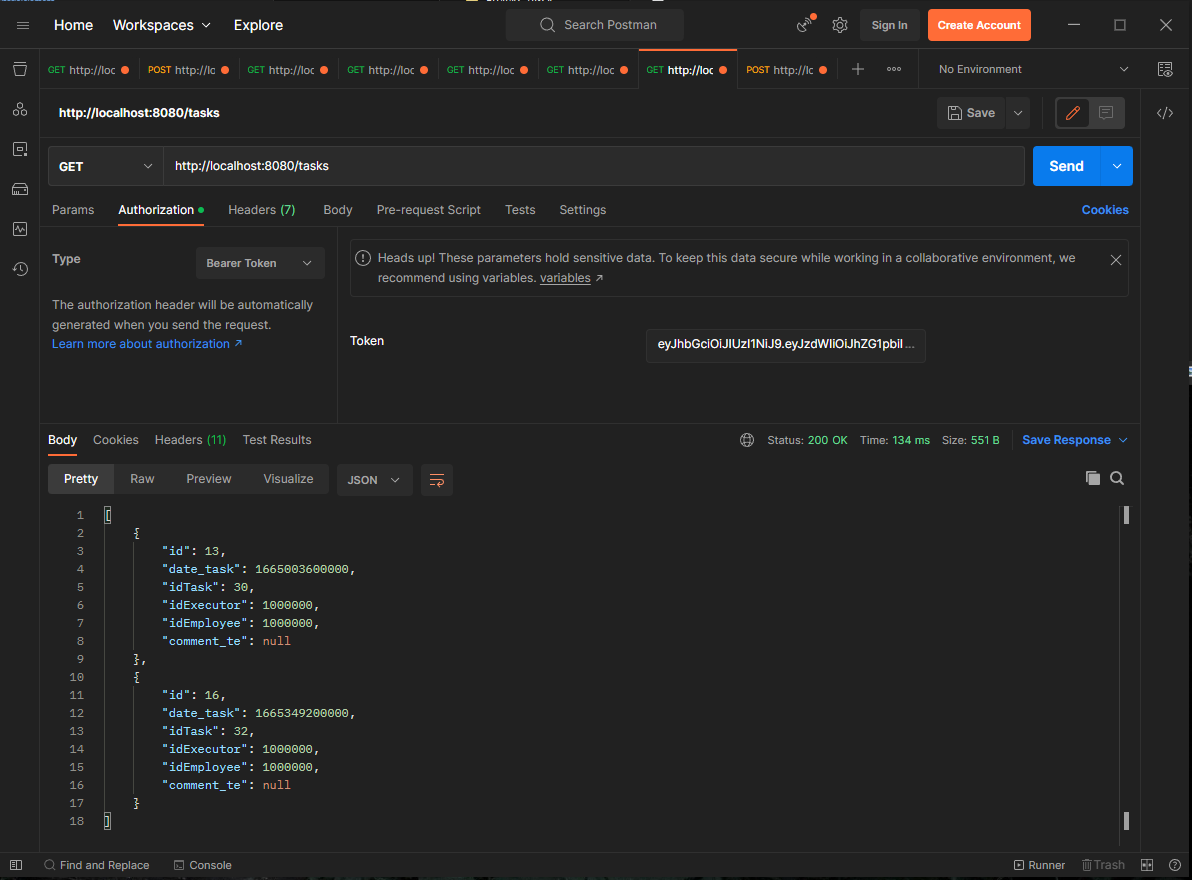 Home Workspaces Explore Search Postman Sign In Create Account
GET http://loc POST http://lc GET http://loc GET http://loc GET http://loc GET http://loc GET http://loc POST http://lc No Environment
http://localhost:8080/tasks Save
GET http://localhost:8080/tasks Send
Params Authorization Headers (7) Body Pre-request Script Tests Settings Cookies
Type Bearer Token
The authorization header will be automatically
generated when you send the request.
Learn more about authorization ↗
Heads up! These parameters hold sensitive data. To keep this data secure while working in a collaborative environment, we
recommend using variables. variables ↗
Token eyJhbGciOiJIUzI1NiJ9.eyJzdWIiOiJhZG1pbiI...
Body Cookies Headers (11) Test Results Status: 200 OK Time: 134 ms Size: 551 B Save Response
Pretty Raw Preview Visualize JSON
1 [
2 {
3 "id": 13,
4 "date_task": 1665003600000,
5 "idTask": 30,
6 "idExecutor": 1000000,
7 "idEmployee": 1000000,
8 "comment_te": null
9 },
10 {
11 "id": 16,
12 "date_task": 1665349200000,
13 "idTask": 32,
14 "idExecutor": 1000000,
15 "idEmployee": 1000000,
16 "comment_te": null
17 }
18 ]
Find and Replace Console Runner Trash